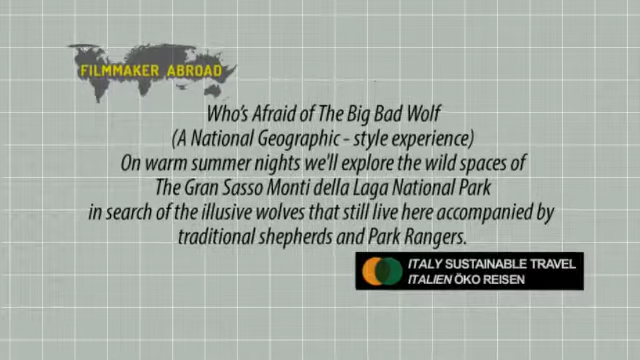 FILMMAKER ABROAD
Who's Afraid of The Big Bad Wolf
(A National Geographic - style experience)
On warm summer nights we'll explore the wild spaces of
The Gran Sasso Monti della Laga National Park
in search of the illusive wolves that still live here accompanied by
traditional shepherds and Park Rangers.
ITALY SUSTAINABLE TRAVEL
ITALIEN ÖKO REISEN